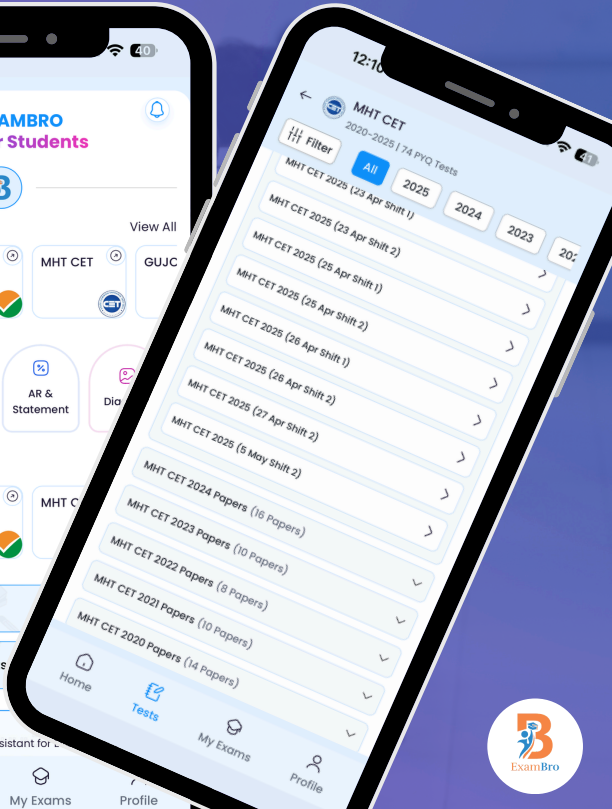 40
AMBRO
r Students
View All
MHT CET
GUJC
CET
AR &
Statement
Dia
MHT C
sistant for
My Exams
Profile
12:10
41
MHT CET
2020-2025 | 74 PYQ Tests
Filter
All
2025
2024
2023
202
MHT CET 2025 (23 Apr Shift 1)
MHT CET 2025 (23 Apr Shift 2)
MHT CET 2025 (25 Apr Shift 1)
MHT CET 2025 (25 Apr Shift 2)
MHT CET 2025 (26 Apr Shift 1)
MHT CET 2025 (26 Apr Shift 2)
MHT CET 2025 (27 Apr Shift 2)
MHT CET 2025 (5 May Shift 2)
MHT CET 2024 Papers (16 Papers)
MHT CET 2023 Papers (10 Papers)
MHT CET 2022 Papers (8 Papers)
MHT CET 2021 Papers (10 Papers)
MHT CET 2020 Papers (14 Papers)
Home
Tests
My Exams
Profile
B
ExamBro